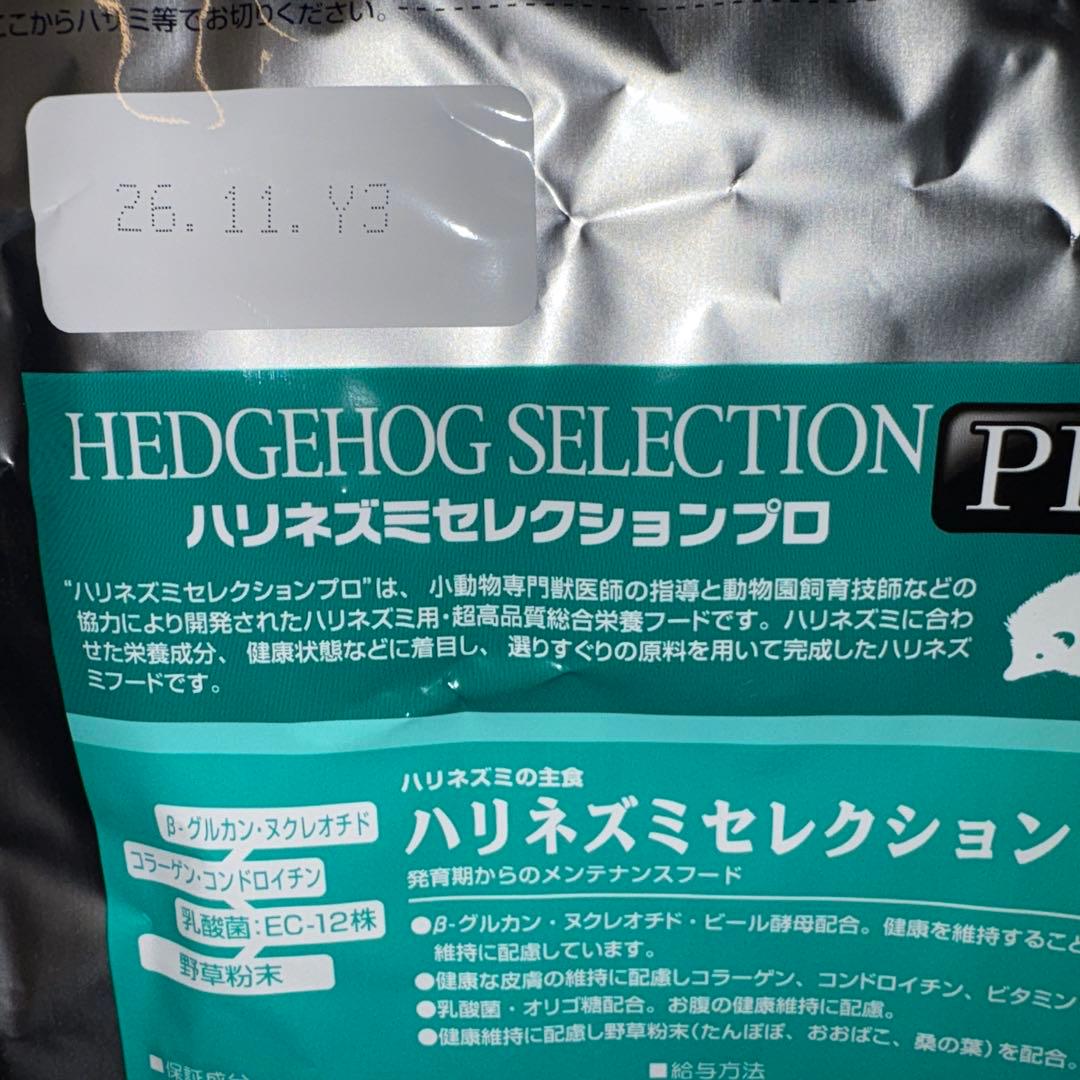 ここからハサミ等でお切りください。
26.11.Y3
HEDGEHOG SELECTION
ハリネズミセレクションプロ
“ハリネズミセレクションプロ”は、小動物専門獣医師の指導と動物園飼育技師などの
協力により開発されたハリネズミ用・超高品質総合栄養フードです。ハリネズミに合わ
せた栄養成分、健康状態などに着目し、選りすぐりの原料を用いて完成したハリネズ
ミフードです。
ハリネズミの主食
ハリネズミセレクション
発育期からのメンテナンスフード
β-グルカン・ヌクレオチド
コラーゲン・コンドロイチン
乳酸菌:EC-12株
野草粉末
●β-グルカン・ヌクレオチド・ビール酵母配合。健康を維持すること
維持に配慮しています。
●健康な皮膚の維持に配慮しコラーゲン、コンドロイチン、ビタミン
●乳酸菌・オリゴ糖配合。お腹の健康維持に配慮。
●健康維持に配慮し野草粉末(たんぽぽ、おおばこ、桑の葉)を配合。
■保証成分
■給与方法